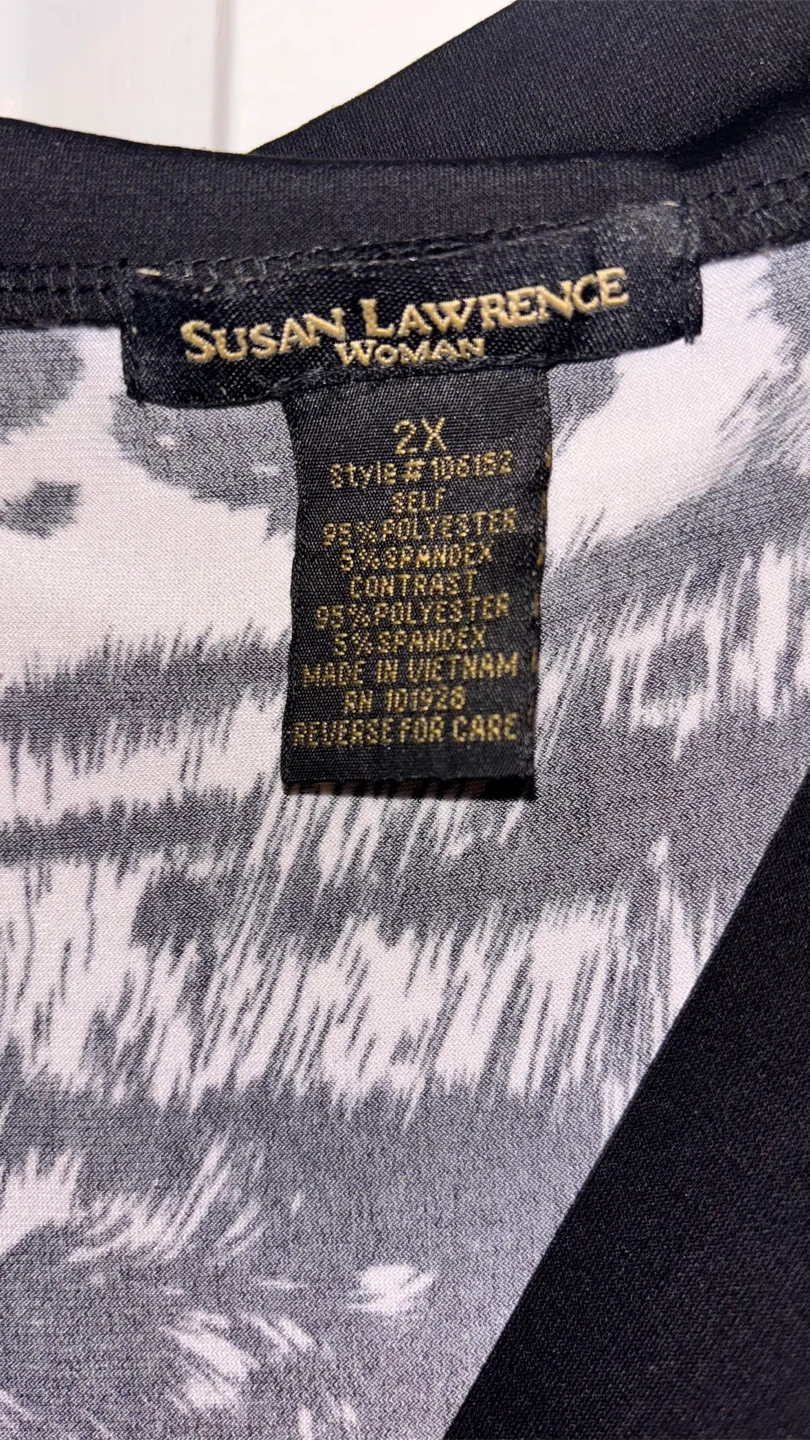 SUSAN LAWRENCE
WOMAN
2X
Style # 106152
SELF
95% POLYESTER
5% SPANDEX
CONTRAST
95% POLYESTER
5% SPANDEX
MADE IN VIETNAM
RN 101928
REVERSE FOR CARE